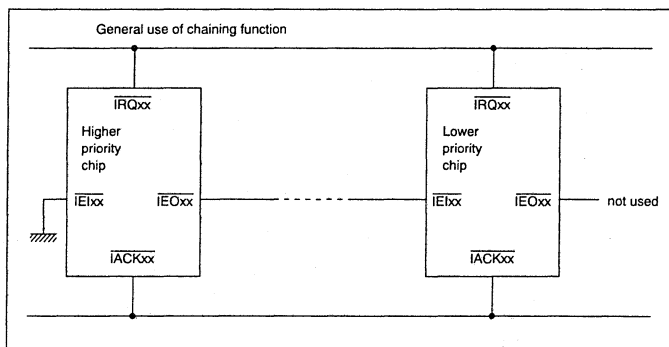 General use of chaining function
IRQxx
Higher
priority
chip
IEIxx
IEOxx
IACKxx
IRQxx
Lower
priority
chip
IEIxx
IEOxx
not used
IACKxx